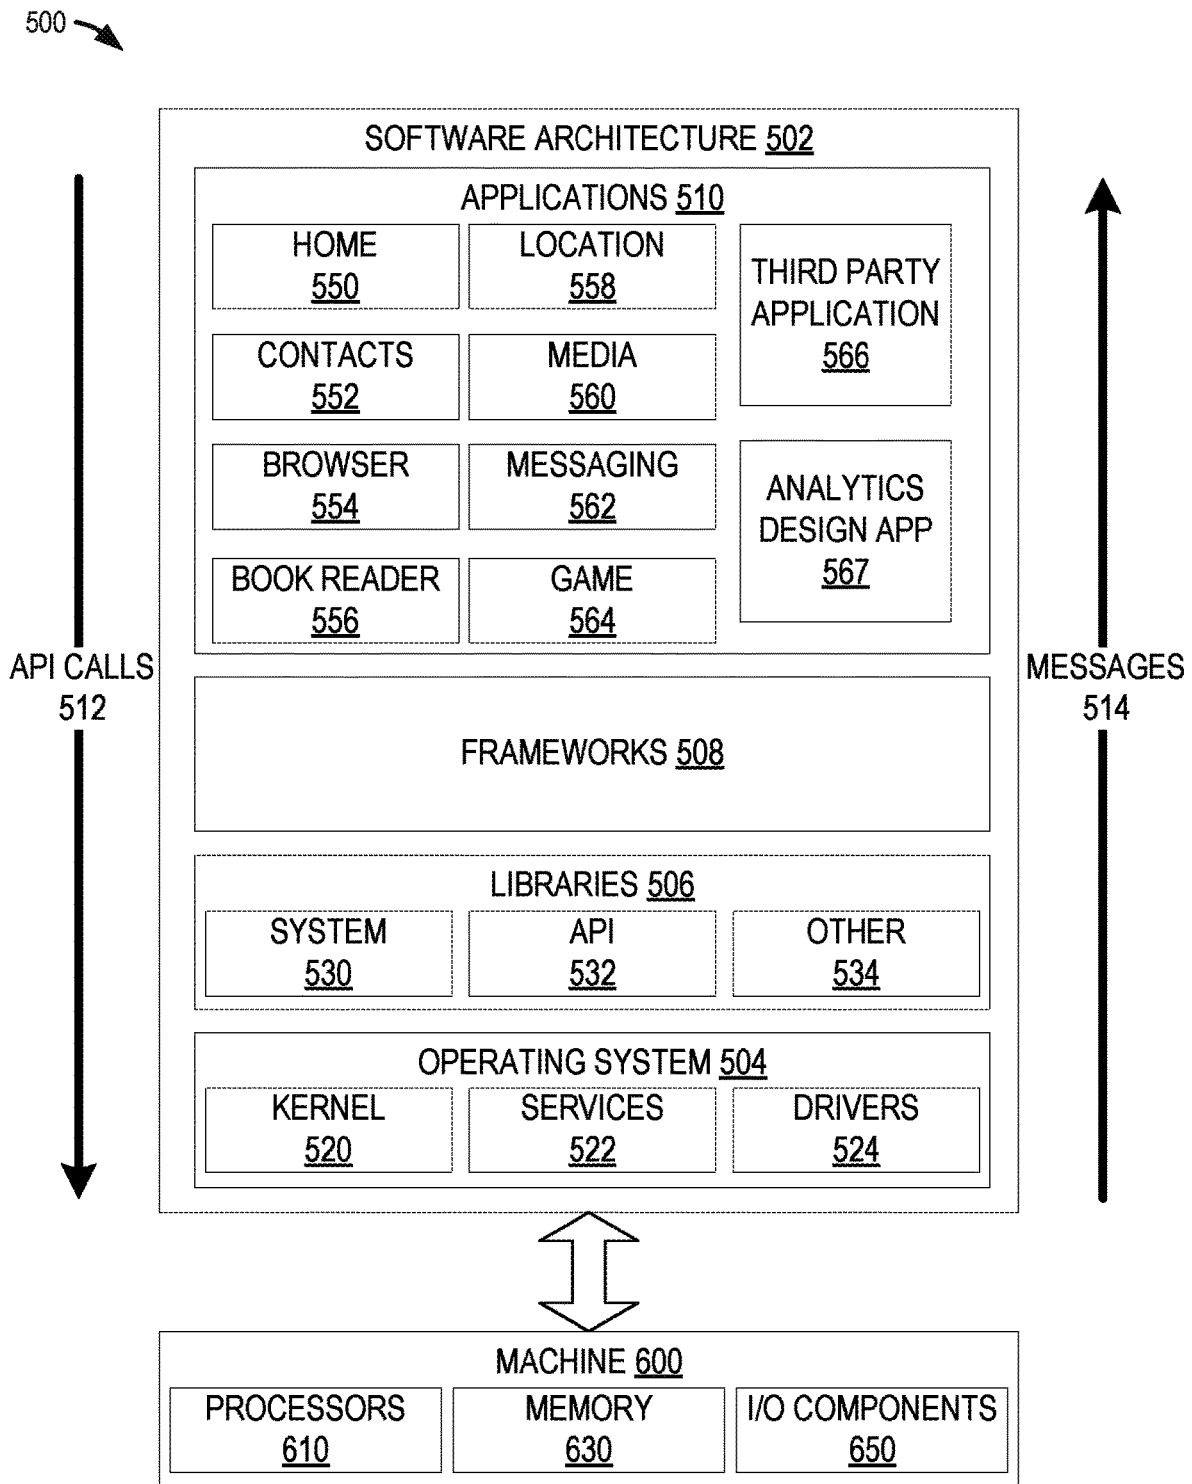 500
SOFTWARE ARCHITECTURE 502
APPLICATIONS 510
HOME
550
LOCATION
558
THIRD PARTY
APPLICATION
566
CONTACTS
552
MEDIA
560
BROWSER
554
MESSAGING
562
ANALYTICS
DESIGN APP
567
BOOK READER
556
GAME
564
API CALLS
512
MESSAGES
514
FRAMEWORKS 508
LIBRARIES 506
SYSTEM
530
API
532
OTHER
534
OPERATING SYSTEM 504
KERNEL
520
SERVICES
522
DRIVERS
524
MACHINE 600
PROCESSORS
610
MEMORY
630
I/O COMPONENTS
650